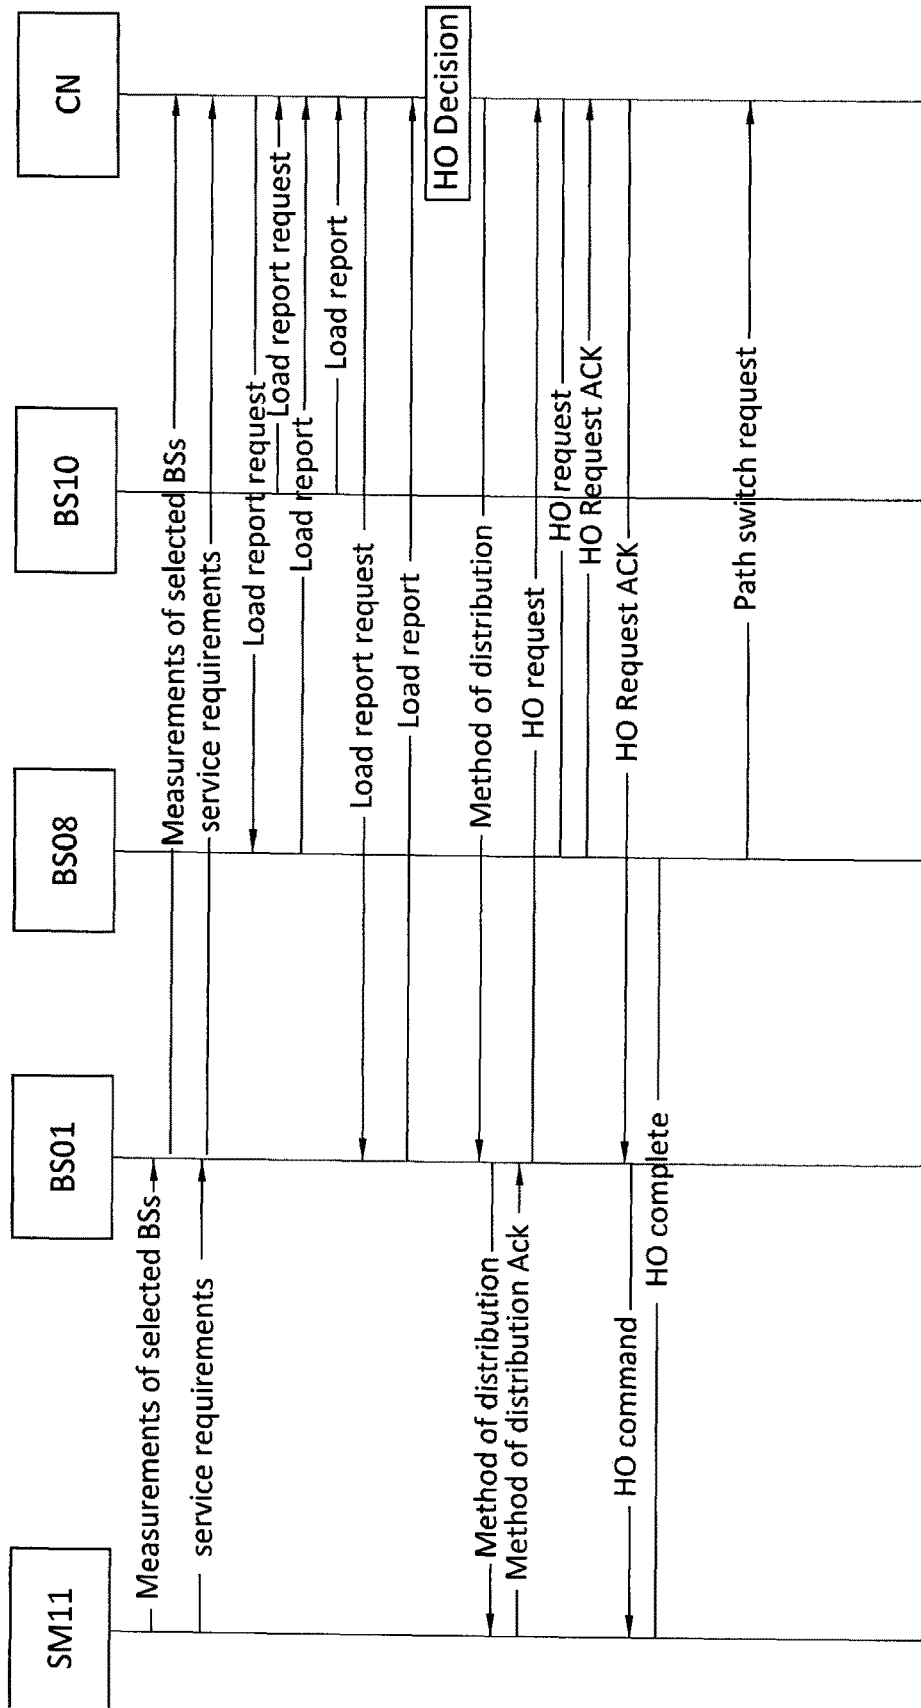 SM11
BS01
BS08
BS10
CN
Measurements of selected BSs
Measurements of selected BSs
service requirements
service requirements
Load report request
Load report request
Load report
Load report
Load report request
Load report
HO Decision
Method of distribution
Method of distribution
Method of distribution Ack
HO request
HO request
HO Request ACK
HO Request ACK
HO command
HO complete
Path switch request